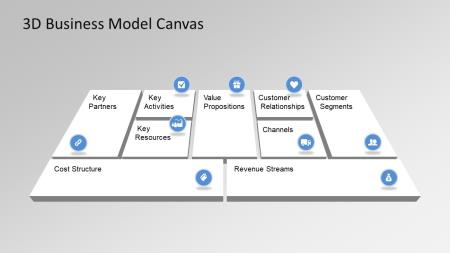 3D Business Model Canvas
Key
Partners
Key
Activities
Value
Propositions
Customer
Relationships
Customer
Segments
Key
Resources
Channels
Cost Structure
Revenue Streams